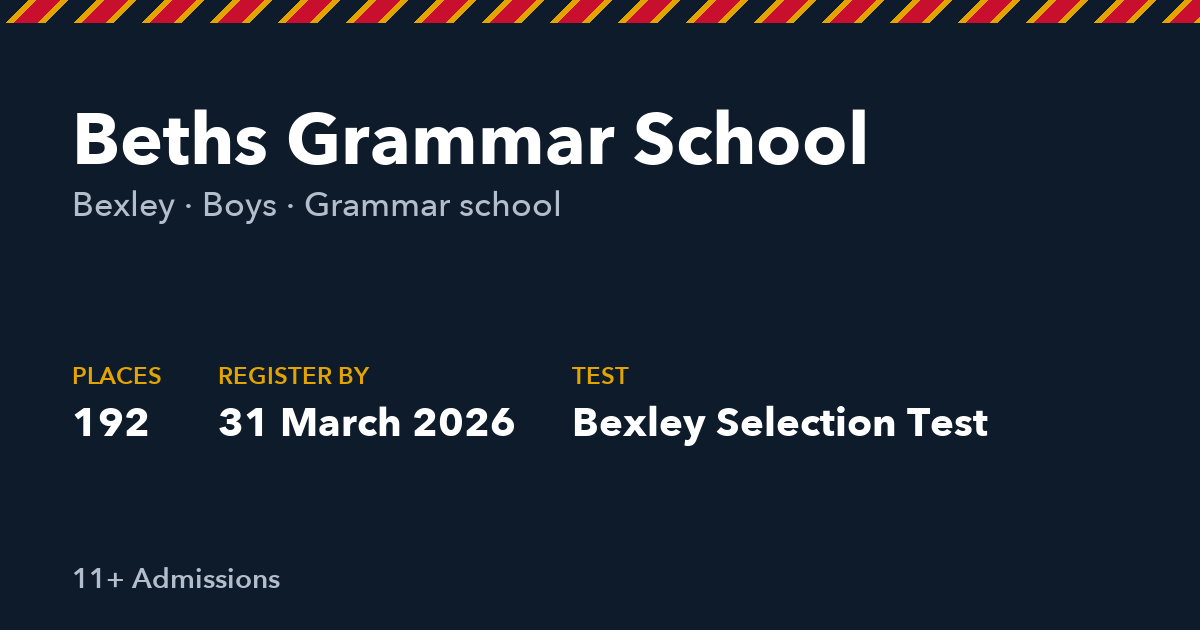 Beths Grammar School
Bexley · Boys · Grammar school
PLACES
192
REGISTER BY
31 March 2026
TEST
Bexley Selection Test
11+ Admissions